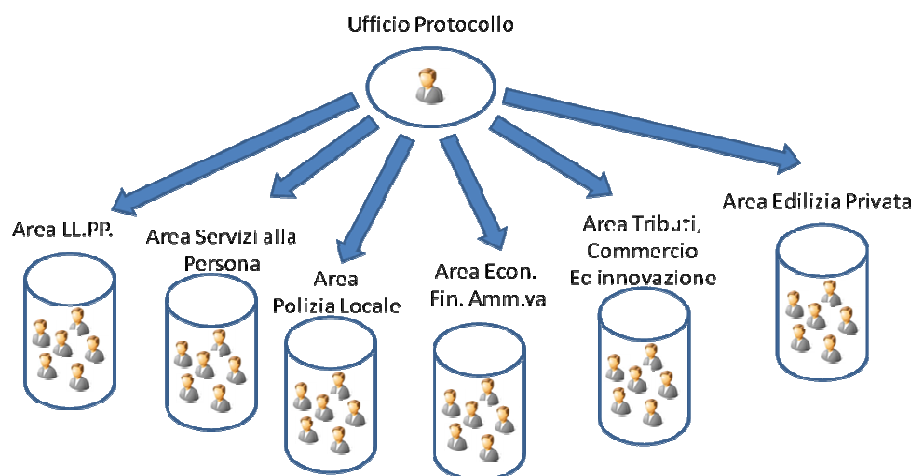 Ufficio Protocollo
Area LL.PP.
Area Servizi alla
Persona
Area
Polizia Locale
Area Econ.
Fin. Amm.va
Area Tributi,
Commercio
Ed innovazione
Area Edilizia Privata